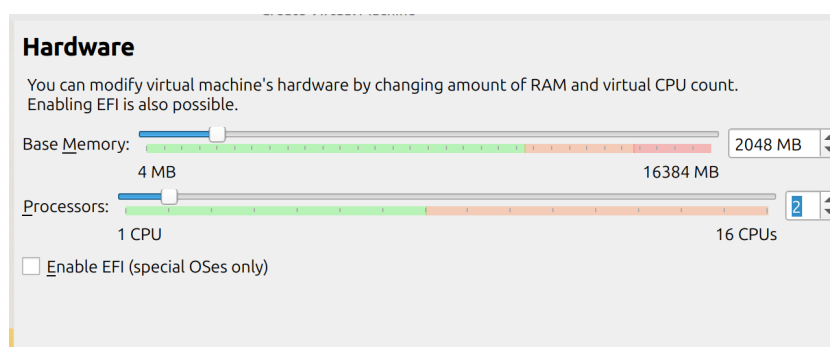 Hardware
You can modify virtual machine's hardware by changing amount of RAM and virtual CPU count.
Enabling EFI is also possible.
Base Memory: 2048 MB
4 MB 16384 MB
Processors: 2
1 CPU 16 CPUs
Enable EFI (special OSes only)